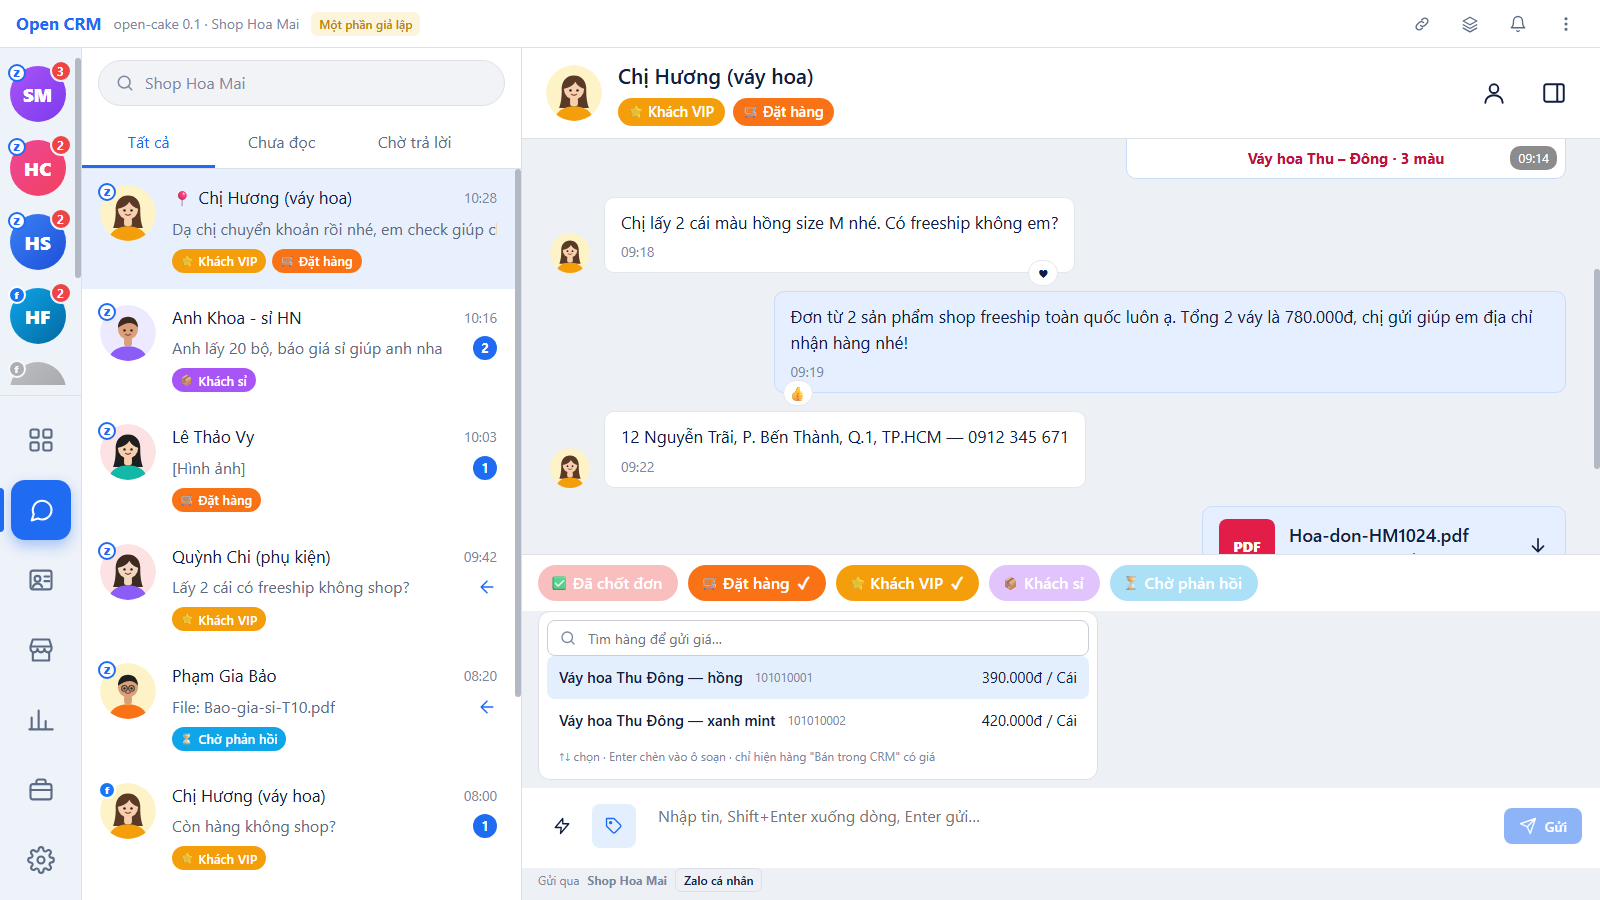 Open CRM
open-cake 0.1 · Shop Hoa Mai
Một phần giả lập
SM
3
HC
2
HS
2
HF
2
Shop Hoa Mai
Tất cả
Chưa đọc
Chờ trả lời
Chị Hương (váy hoa)
10:28
Dạ chị chuyển khoản rồi nhé, em check giúp c
Khách VIP
Đặt hàng
Anh Khoa - sỉ HN
10:16
Anh lấy 20 bộ, báo giá sỉ giúp anh nha
2
Khách sỉ
Lê Thảo Vy
10:03
[Hình ảnh]
1
Đặt hàng
Quỳnh Chi (phụ kiện)
09:42
Lấy 2 cái có freeship không shop?
Khách VIP
Phạm Gia Bảo
08:20
File: Bao-gia-si-T10.pdf
Chờ phản hồi
Chị Hương (váy hoa)
08:00
Còn hàng không shop?
1
Khách VIP
Chị Hương (váy hoa)
Khách VIP
Đặt hàng
Váy hoa Thu – Đông · 3 màu
09:14
Chị lấy 2 cái màu hồng size M nhé. Có freeship không em?
09:18
Đơn từ 2 sản phẩm shop freeship toàn quốc luôn ạ. Tổng 2 váy là 780.000đ, chị gửi giúp em địa chỉ
nhận hàng nhé!
09:19
12 Nguyễn Trãi, P. Bến Thành, Q.1, TP.HCM — 0912 345 671
09:22
PDF
Hoa-don-HM1024.pdf
Đã chốt đơn
Đặt hàng ✓
Khách VIP ✓
Khách sỉ
Chờ phản hồi
Tìm hàng để gửi giá...
Váy hoa Thu Đông — hồng 101010001 390.000đ / Cái
Váy hoa Thu Đông — xanh mint 101010002 420.000đ / Cái
↑↓ chọn · Enter chèn vào ô soạn · chỉ hiện hàng "Bán trong CRM" có giá
Nhập tin, Shift+Enter xuống dòng, Enter gửi...
Gửi
Gửi qua Shop Hoa Mai Zalo cá nhân